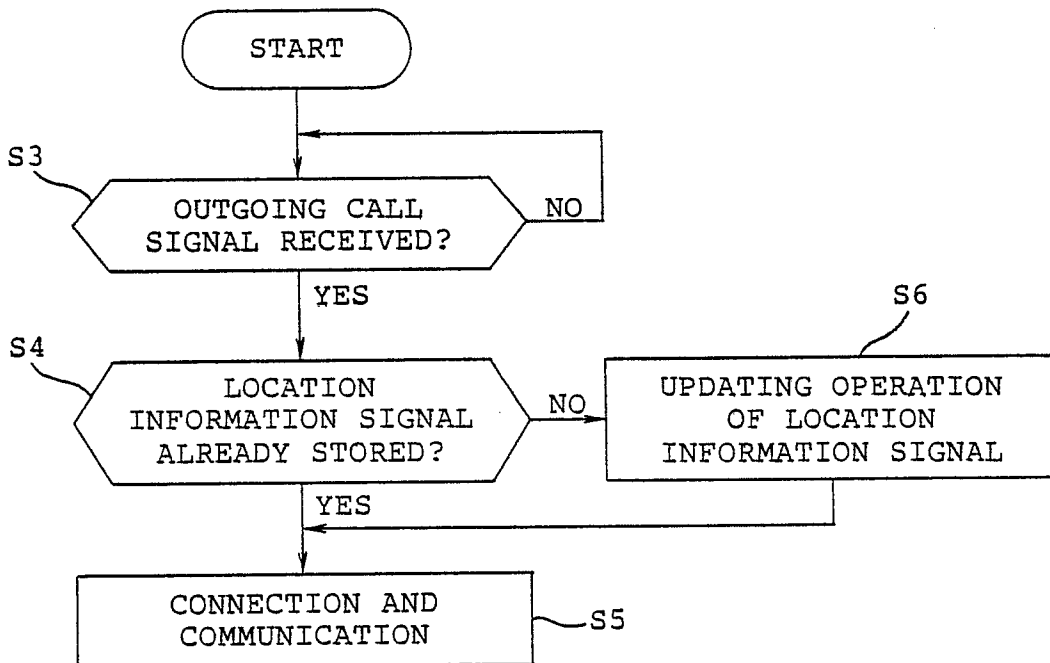 START
S3
OUTGOING CALL
SIGNAL RECEIVED?
NO
YES
S6
S4
LOCATION
INFORMATION SIGNAL
ALREADY STORED?
NO
UPDATING OPERATION
OF LOCATION
INFORMATION SIGNAL
YES
CONNECTION AND
COMMUNICATION
S5